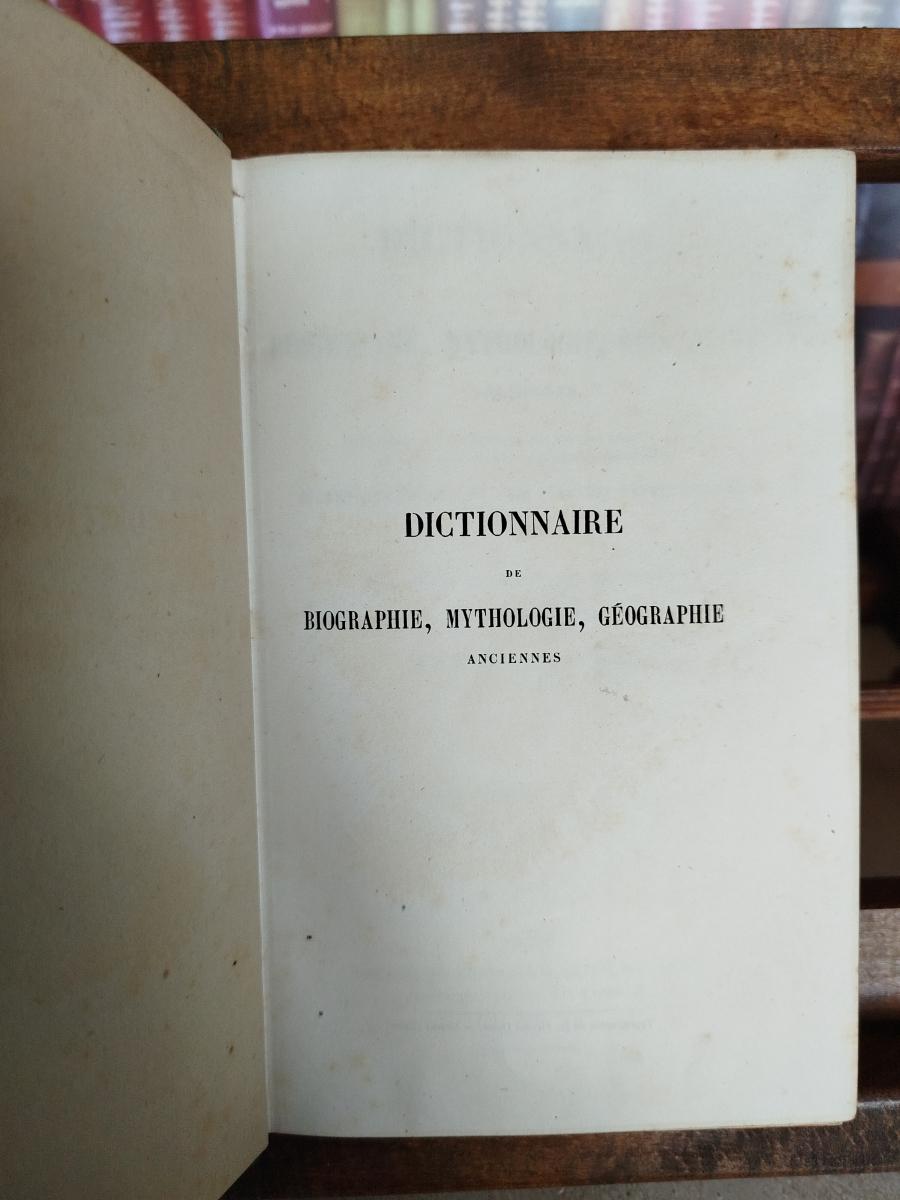 DICTIONNAIRE
DE
BIOGRAPHIE, MYTHOLOGIE, GÉOGRAPHIE
ANCIENNES